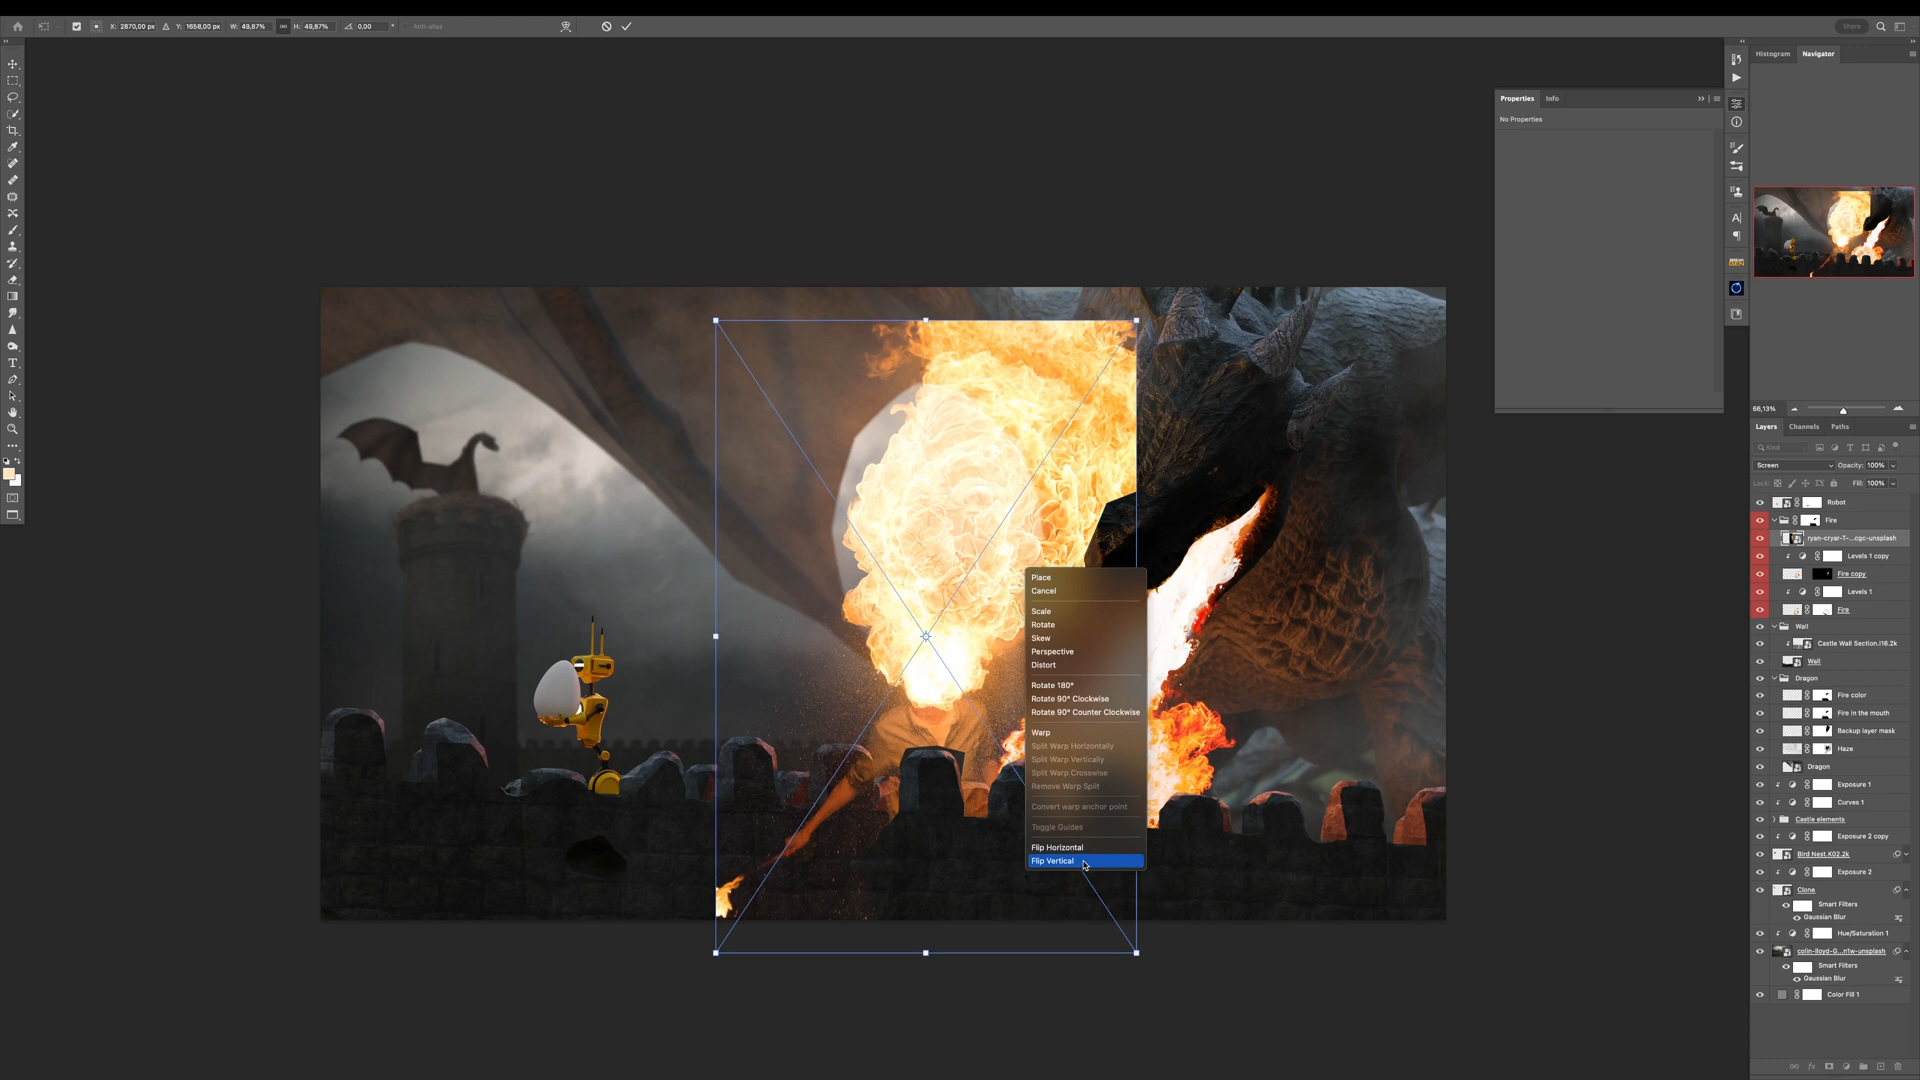 X: 2870,00 px Y: 1658,00 px W: 49,87% H: 49,87% 0,00 ° Anti-alias Share
Histogram Navigator
Properties Info
No Properties
66,13%
Layers Channels Paths
Kind
Screen Opacity: 100%
Lock: Fill: 100%
Robot
Fire
ryan-cryar-T-...cgc-unsplash
Levels 1 copy
Fire copy
Levels 1
Fire
Wall
Castle Wall Section.I16.2k
Wall
Dragon
Fire color
Fire in the mouth
Backup layer mask
Haze
Dragon
Exposure 1
Curves 1
Castle elements
Exposure 2 copy
Bird Nest.K02.2k
Exposure 2
Clone
Smart Filters
Gaussian Blur
Hue/Saturation 1
colin-lloyd-G...n1w-unsplash
Smart Filters
Gaussian Blur
Color Fill 1
Place
Cancel
Scale
Rotate
Skew
Perspective
Distort
Rotate 180°
Rotate 90° Clockwise
Rotate 90° Counter Clockwise
Warp
Split Warp Horizontally
Split Warp Vertically
Split Warp Crosswise
Remove Warp Split
Convert warp anchor point
Toggle Guides
Flip Horizontal
Flip Vertical